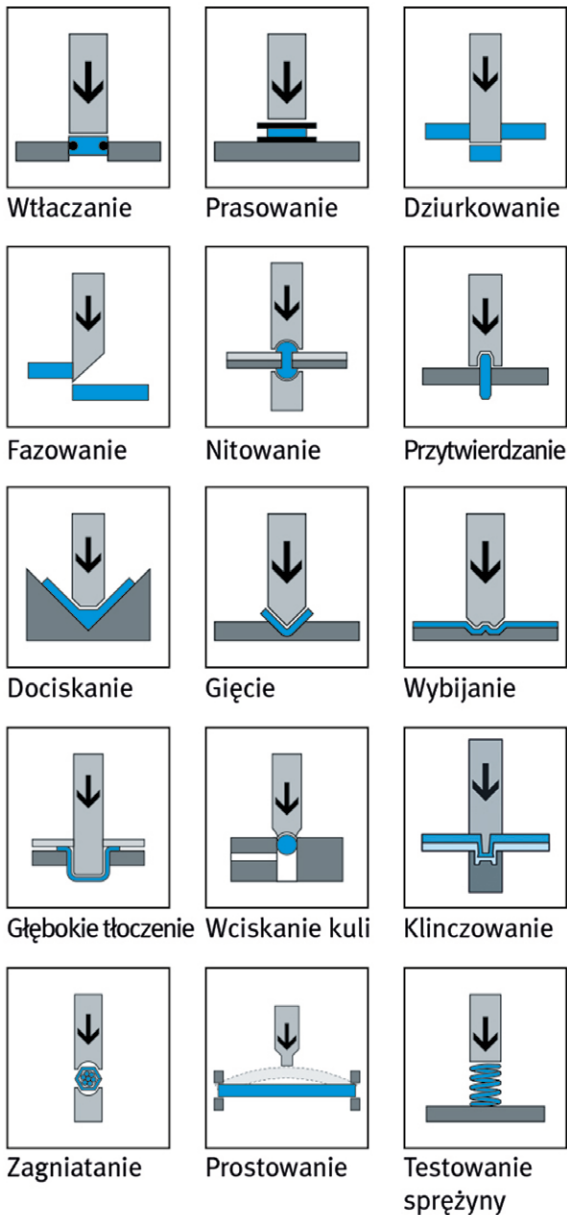 Wtłaczanie
Prasowanie
Dziurkowanie
Fazowanie
Nitowanie
Przytwierdzanie
Dociskanie
Gięcie
Wybijanie
Głębokie tłoczenie
Wciskanie kuli
Klinczowanie
Zagniatanie
Prostowanie
Testowanie
sprężyny